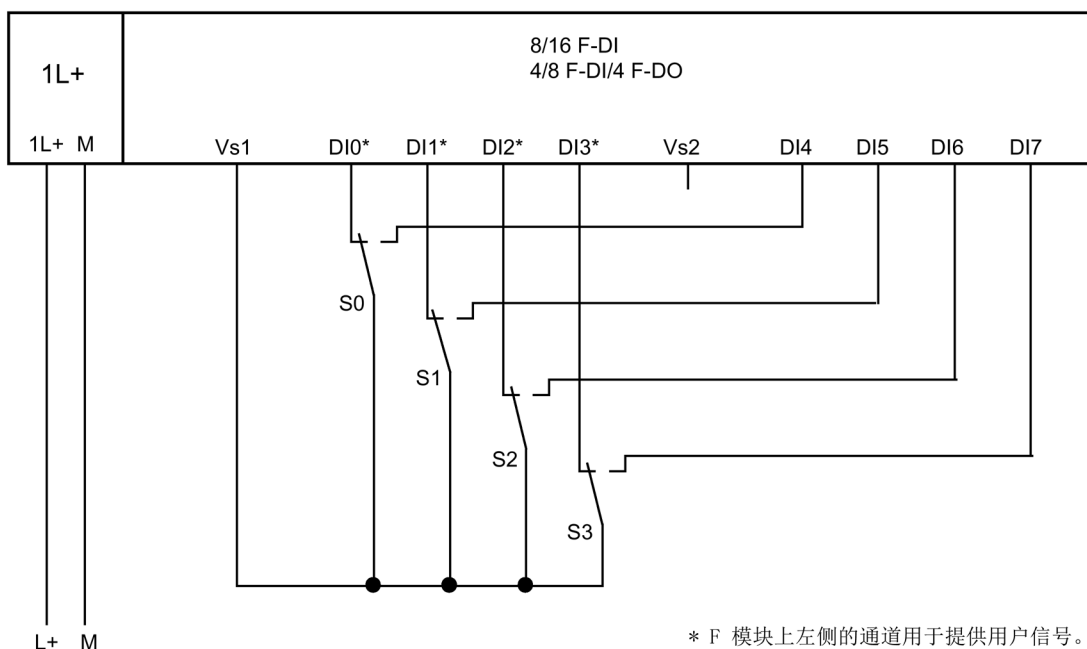 8/16 F-DI
4/8 F-DI/4 F-DO
1L+
1L+ M Vs1 DI0* DI1* DI2* DI3* Vs2 DI4 DI5 DI6 DI7
S0
S1
S2
S3
L+ M
* F 模块上左侧的通道用于提供用户信号。